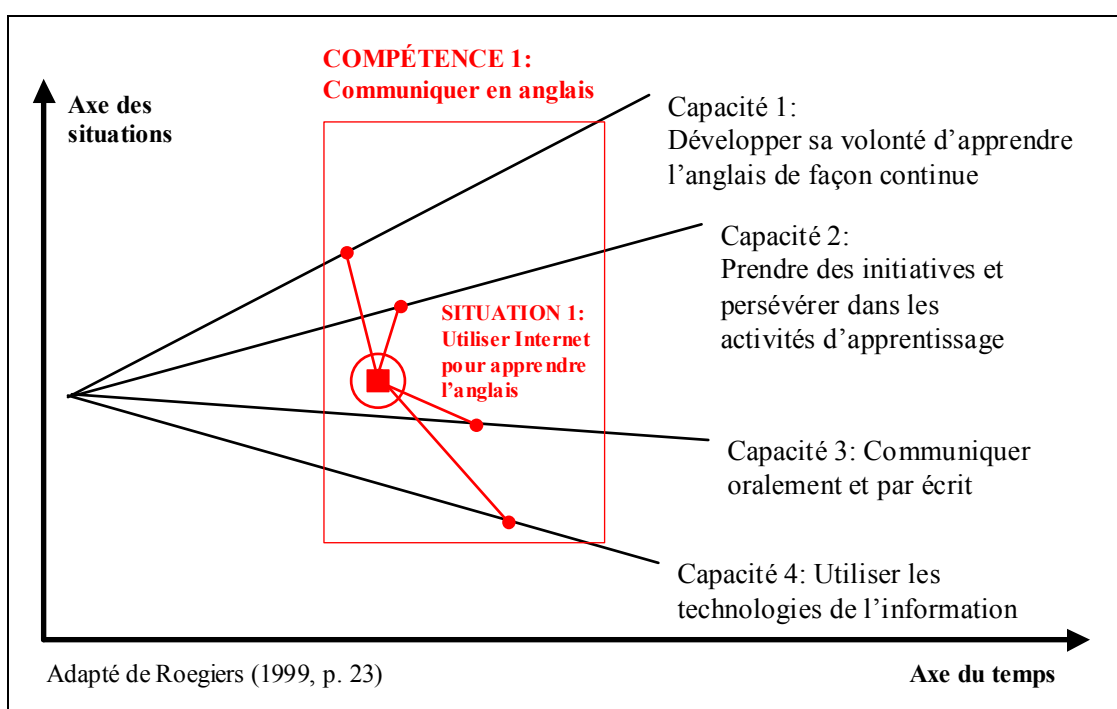 COMPÉTENCE 1:
Communiquer en anglais
Axe des
situations
Capacité 1:
Développer sa volonté d’apprendre
l’anglais de façon continue
Capacité 2:
Prendre des initiatives et
persévérer dans les
activités d’apprentissage
SITUATION 1:
Utiliser Internet
pour apprendre
l’anglais
Capacité 3: Communiquer
oralement et par écrit
Capacité 4: Utiliser les
technologies de l’information
Adapté de Roegiers (1999, p. 23)
Axe du temps